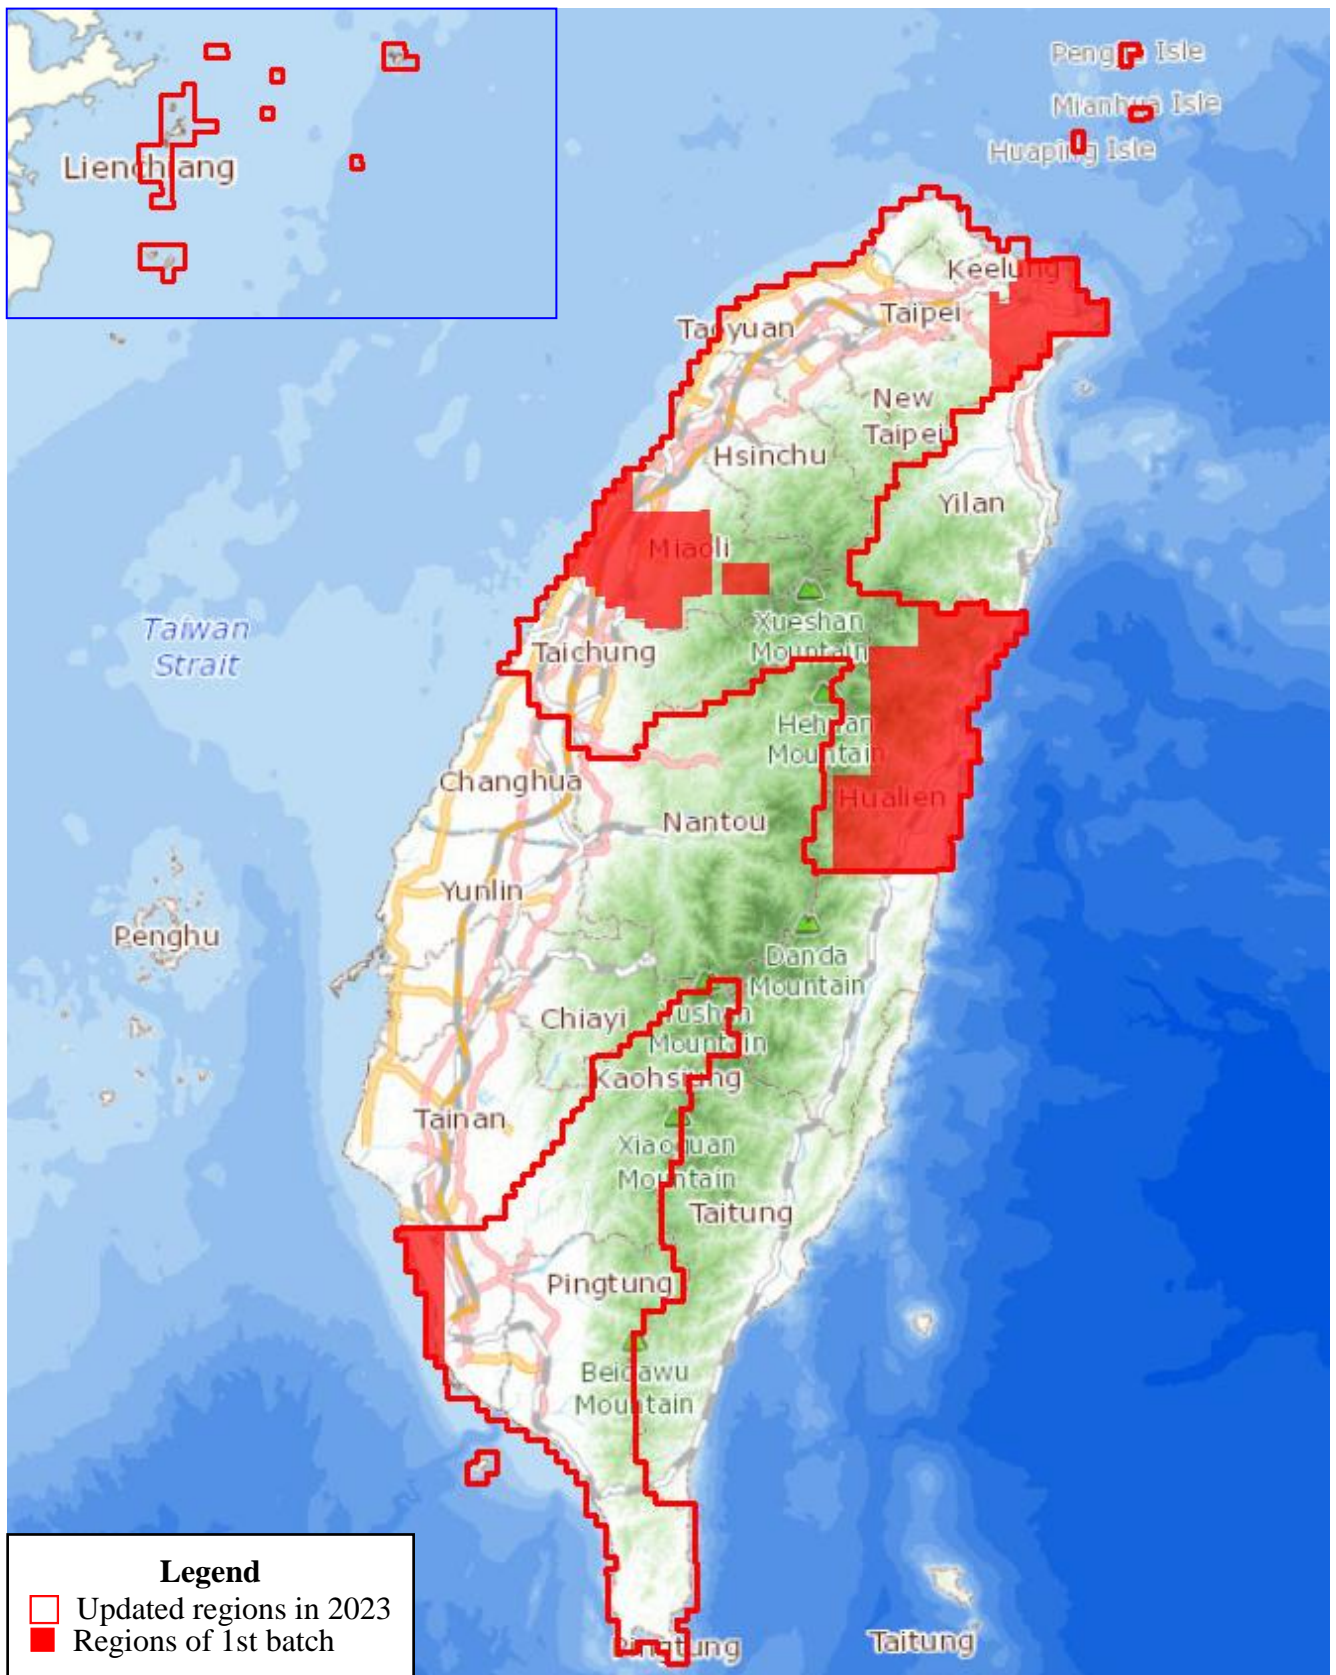 Pengjia Isle
Mianhua Isle
Huaping Isle
Lienchiang
Keelung
Taipei
Taoyuan
New
Taipei
Hsinchu
Yilan
Miaoli
Xueshan
Mountain
Taiwan
Strait
Taichung
Hehuan
Mountain
Changhua
Hualien
Nantou
Yunlin
Penghu
Danda
Mountain
Chiayi
Yushan
Mountain
Kaohsiung
Tainan
Xiaoguan
Mountain
Taitung
Pingtung
Beidawu
Mountain
Legend
Updated regions in 2023
Regions of 1st batch
Pingtung
Taitung